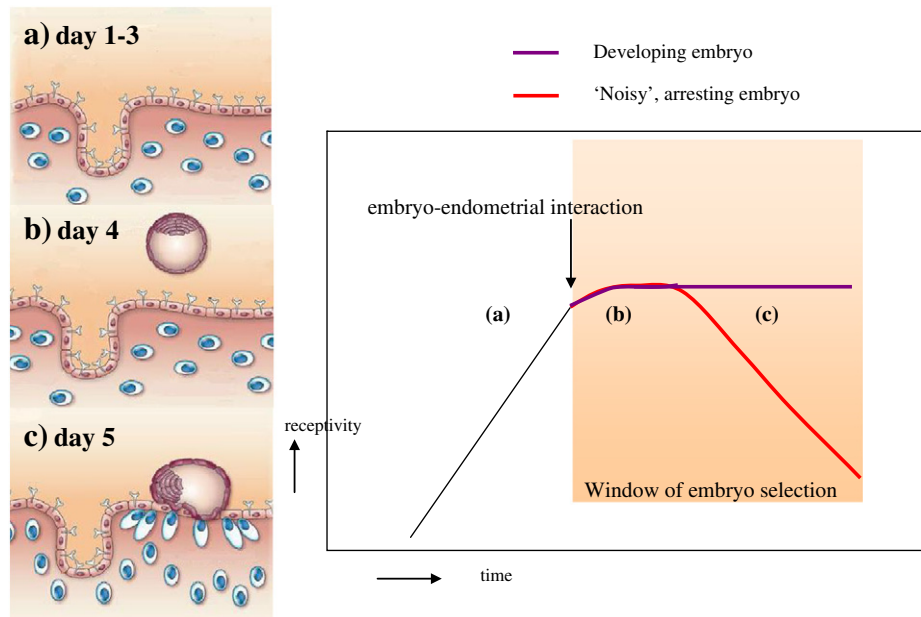 a) day 1-3
b) day 4
c) day 5
Developing embryo
‘Noisy’, arresting embryo
embryo-endometrial interaction
(a)
(b)
(c)
receptivity
Window of embryo selection
time